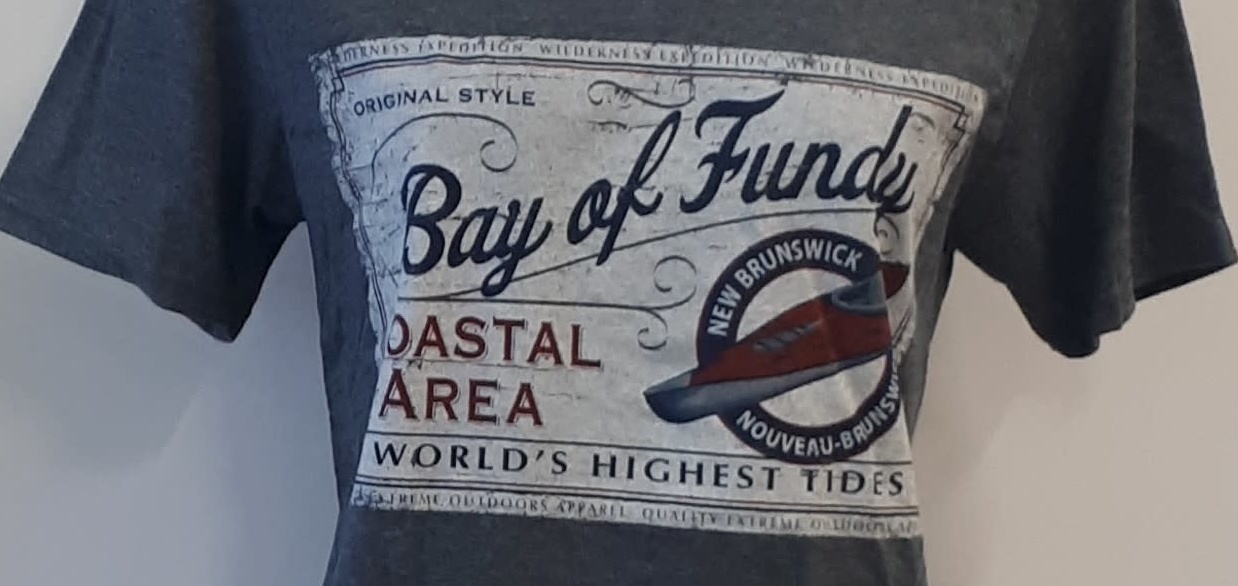 WILDERNESS EXPEDITION WILDERNESS EXPEDITION
ORIGINAL STYLE
Bay of Fundy
NEW BRUNSWICK
OASTAL
AREA
NOUVEAU-BRUNSW
WORLD'S HIGHEST TIDES
EXTREME OUTDOORS APPAREL QUALITY EXTREME OUTDOOR